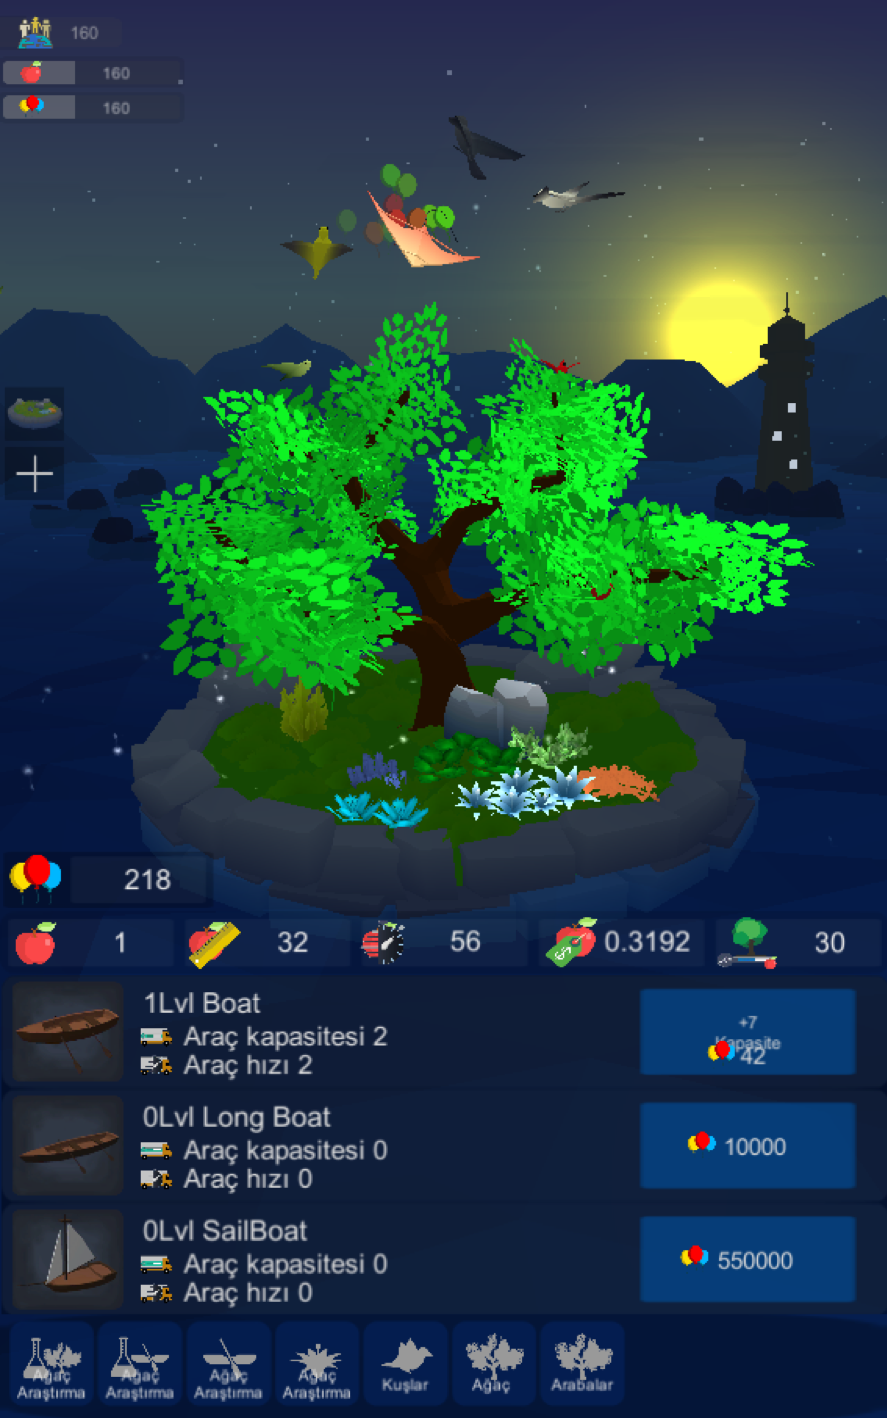 160
160
160
218
1
32
56
0.3192
30
1Lvl Boat
Araç kapasitesi 2
Araç hızı 2
+7
Kapasite
42
0Lvl Long Boat
Araç kapasitesi 0
Araç hızı 0
10000
0Lvl SailBoat
Araç kapasitesi 0
Araç hızı 0
550000
Ağaç
Araştırma
Ağaç
Araştırma
Ağaç
Araştırma
Ağaç
Araştırma
Kuşlar
Ağaç
Arabalar